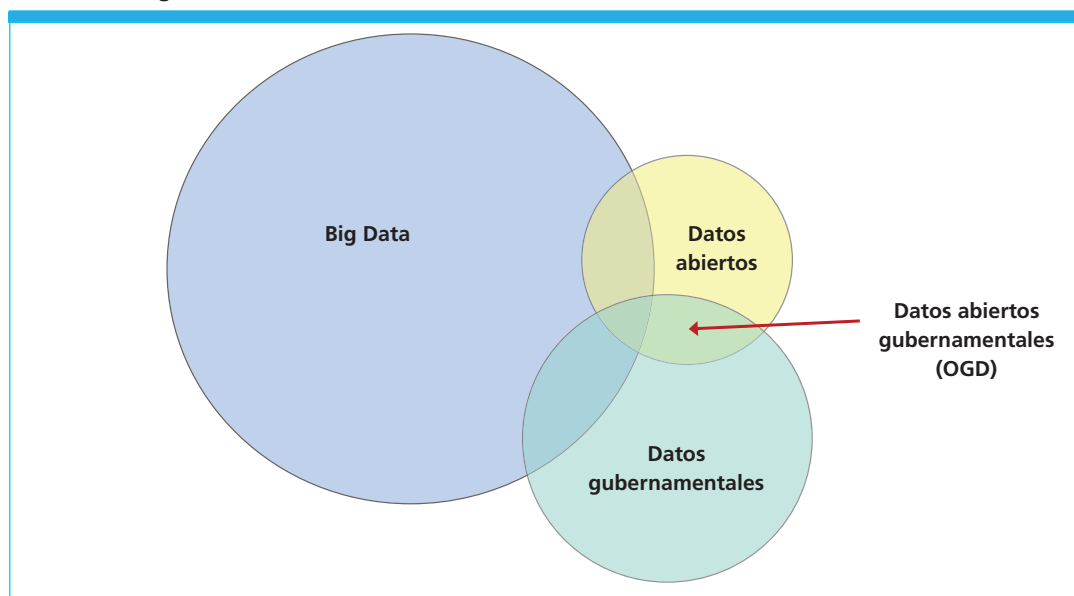 Big Data
Datos
abiertos
Datos abiertos
gubernamentales
(OGD)
Datos
gubernamentales